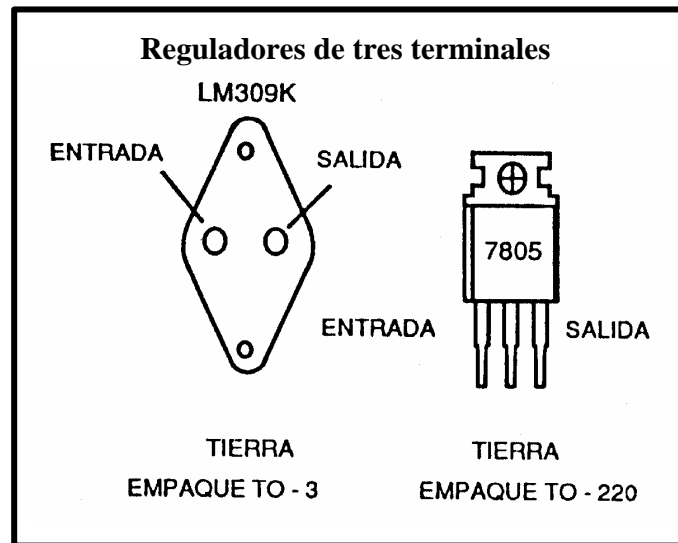 Reguladores de tres terminales
LM309K
ENTRADA
SALIDA
7805
ENTRADA
SALIDA
TIERRA
EMPAQUE TO - 3
TIERRA
EMPAQUE TO - 220